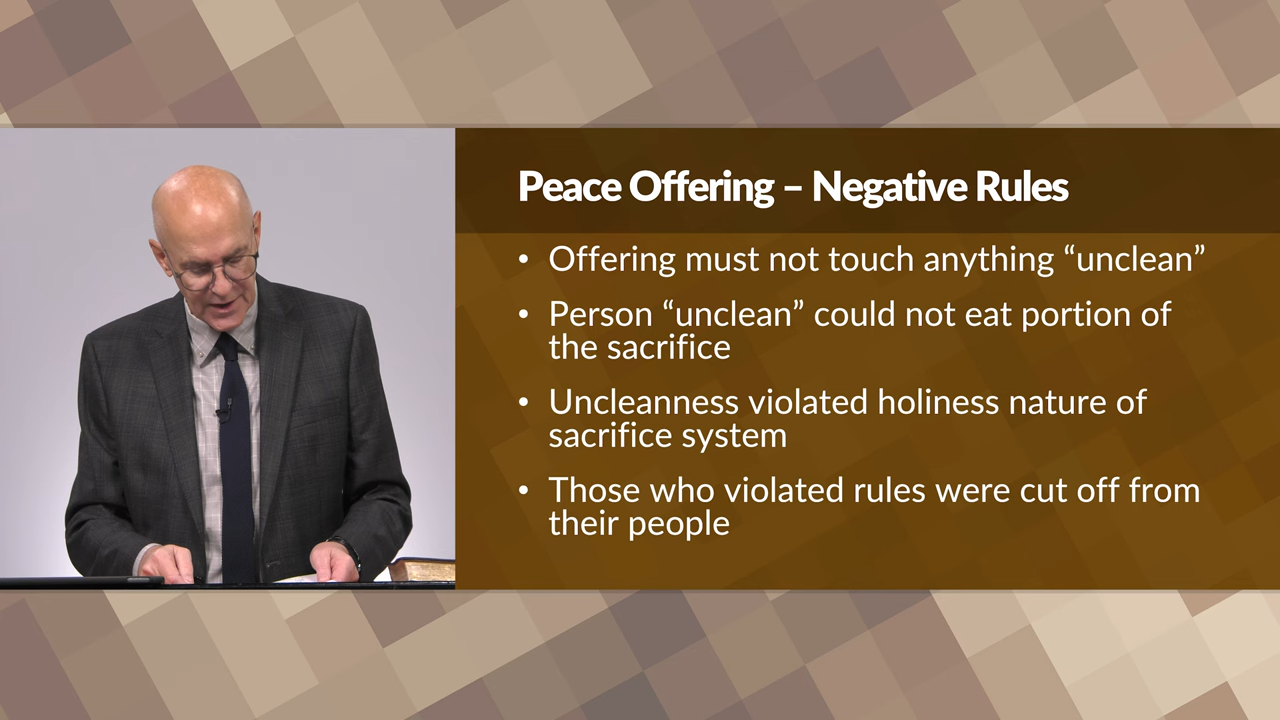 Peace Offering – Negative Rules
• Offering must not touch anything “unclean”
• Person “unclean” could not eat portion of
the sacrifice
• Uncleanness violated holiness nature of
sacrifice system
• Those who violated rules were cut off from
their people